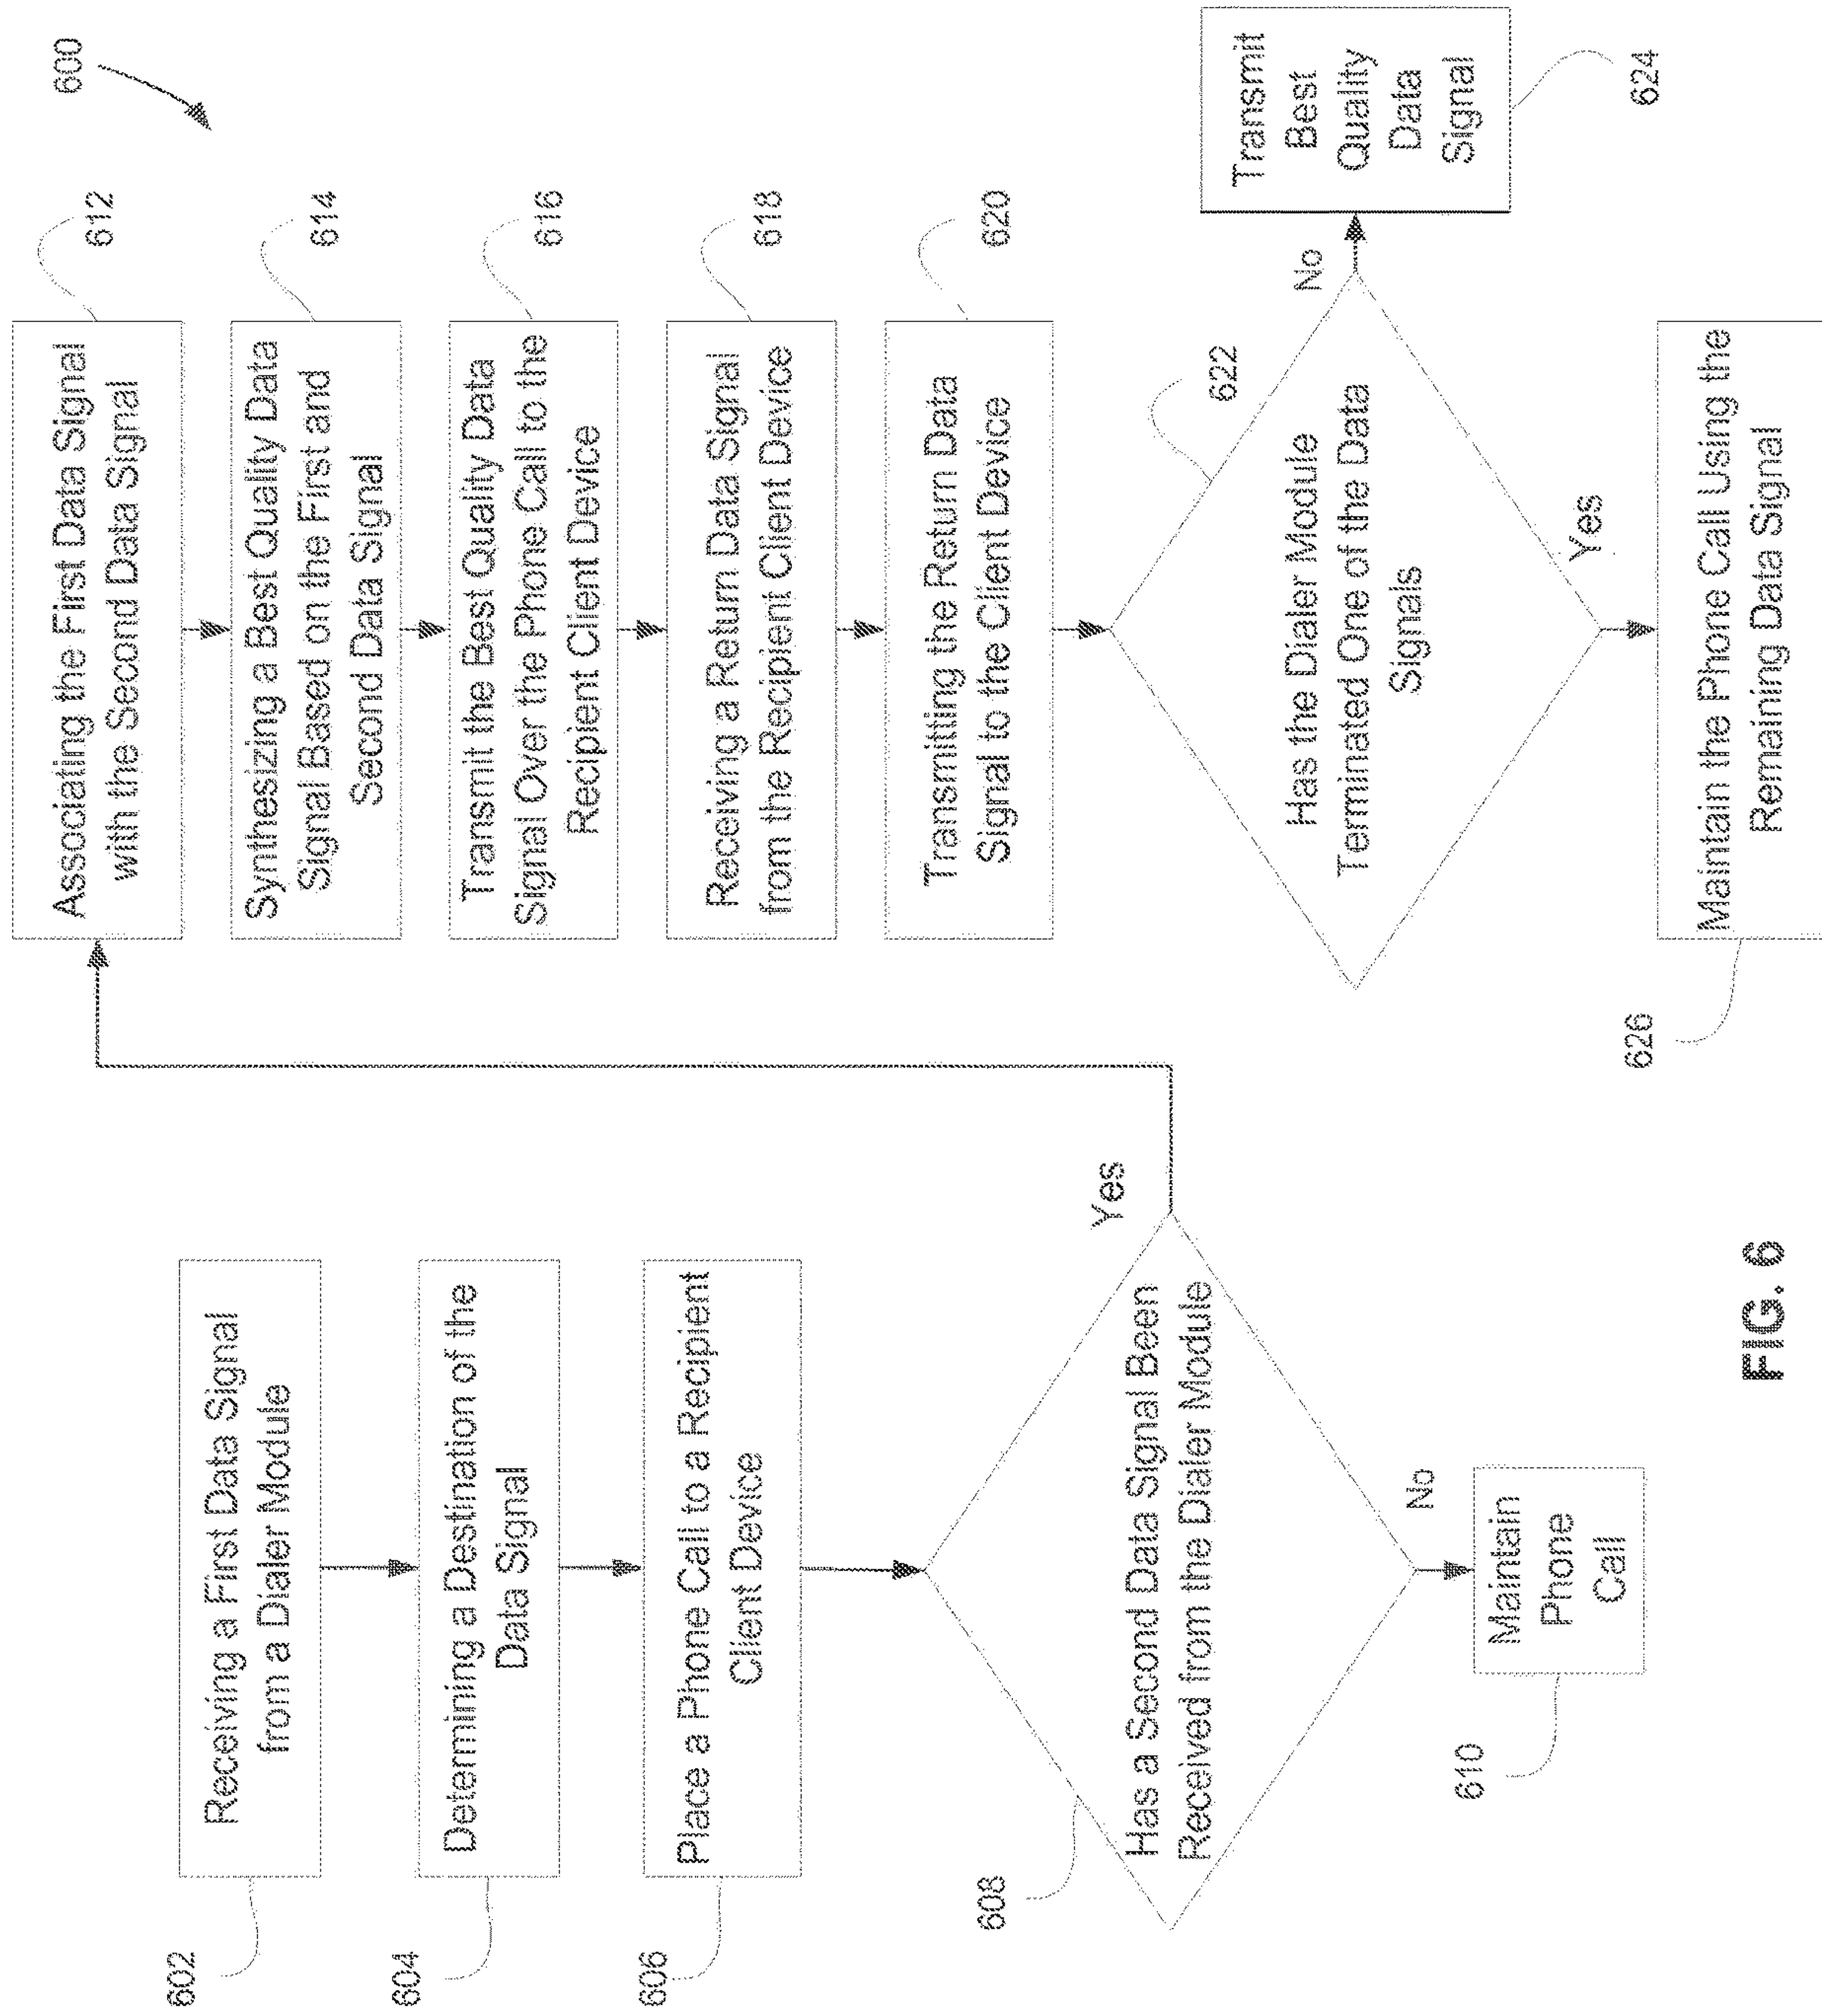 600
602
Receiving a First Data Signal
from a Dialer Module
604
Determining a Destination of the
Data Signal
606
Place a Phone Call to a Recipient
Client Device
608
Has a Second Data Signal Been
Received from the Dialer Module
Yes
No
610
Maintain
Phone
Call
612
Associating the First Data Signal
with the Second Data Signal
614
Synthesizing a Best Quality Data
Signal Based on the First and
Second Data Signal
616
Transmit the Best Quality Data
Signal Over the Phone Call to the
Recipient Client Device
618
Receiving a Return Data Signal
from the Recipient Client Device
620
Transmitting the Return Data
Signal to the Client Device
622
Has the Dialer Module
Terminated One of the Data
Signals
No
Transmit
Best
Quality
Data
Signal
624
Yes
626
Maintain the Phone Call Using the
Remaining Data Signal
FIG. 6